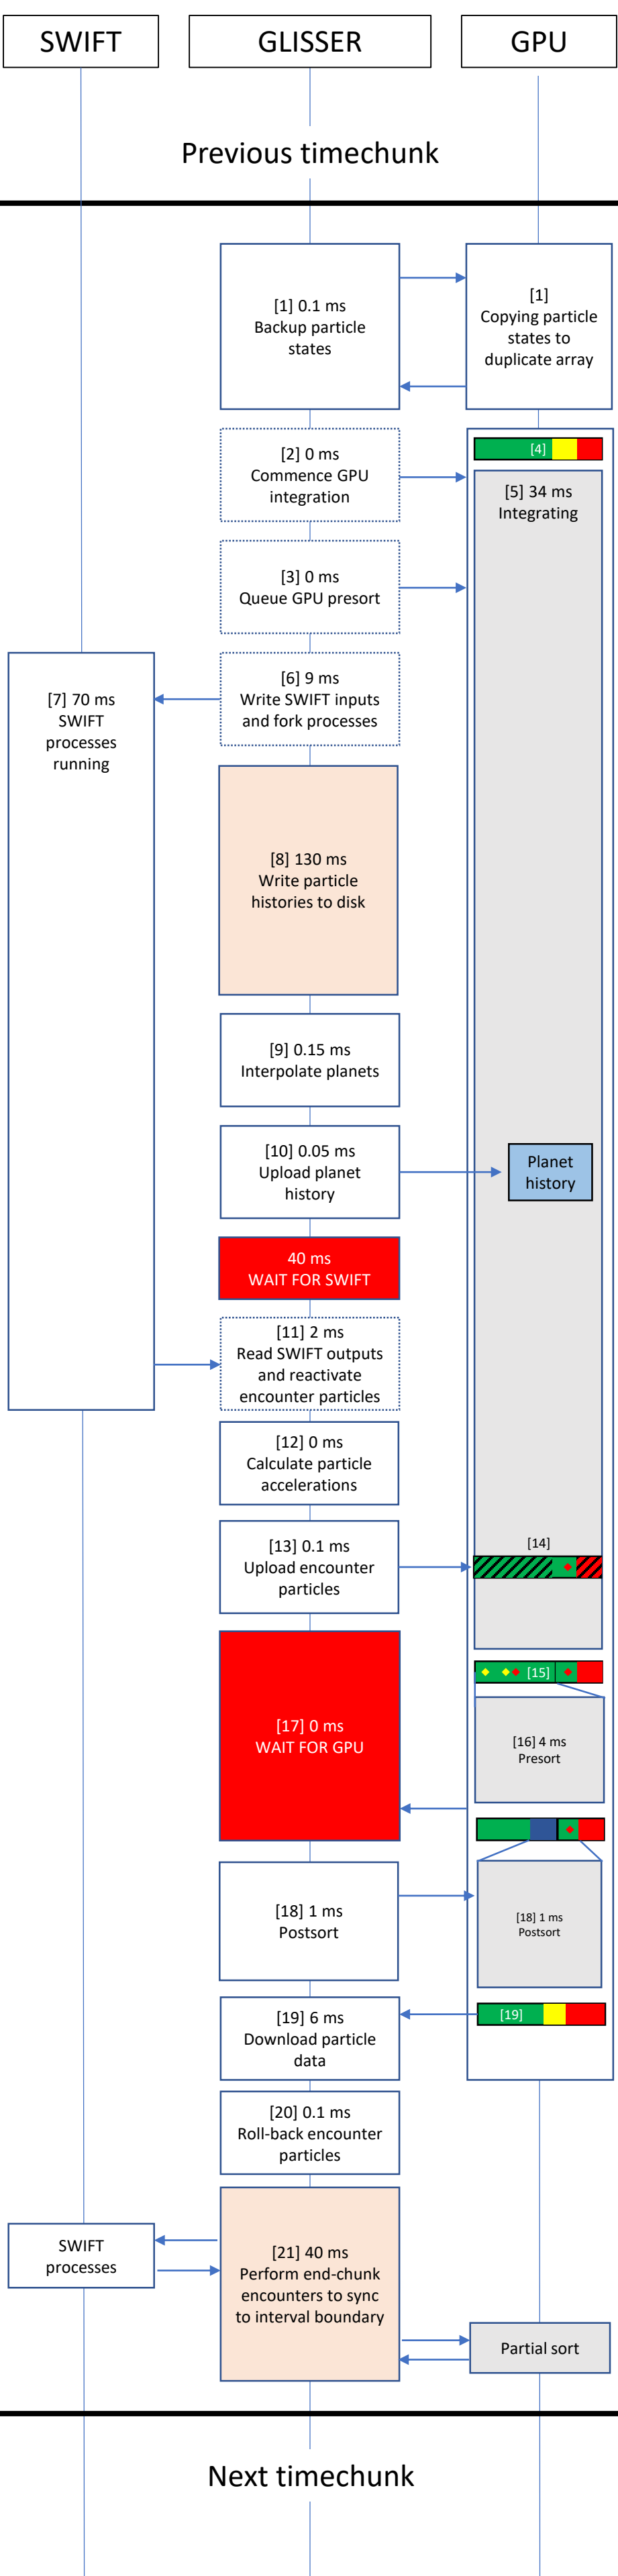 SWIFT
GLISSER
GPU
Previous timechunk
[1] 0.1 ms
Backup particle
states
[1]
Copying particle
states to
duplicate array
[2] 0 ms
Commence GPU
integration
[4]
[5] 34 ms
Integrating
[3] 0 ms
Queue GPU presort
[6] 9 ms
Write SWIFT inputs
and fork processes
[7] 70 ms
SWIFT
processes
running
[8] 130 ms
Write particle
histories to disk
[9] 0.15 ms
Interpolate planets
[10] 0.05 ms
Upload planet
history
Planet
history
40 ms
WAIT FOR SWIFT
[11] 2 ms
Read SWIFT outputs
and reactivate
encounter particles
[12] 0 ms
Calculate particle
accelerations
[13] 0.1 ms
Upload encounter
particles
[14]
[15]
[16] 4 ms
Presort
[17] 0 ms
WAIT FOR GPU
[18] 1 ms
Postsort
[18] 1 ms
Postsort
[19] 6 ms
Download particle
data
[19]
[20] 0.1 ms
Roll-back encounter
particles
SWIFT
processes
[21] 40 ms
Perform end-chunk
encounters to sync
to interval boundary
Partial sort
Next timechunk